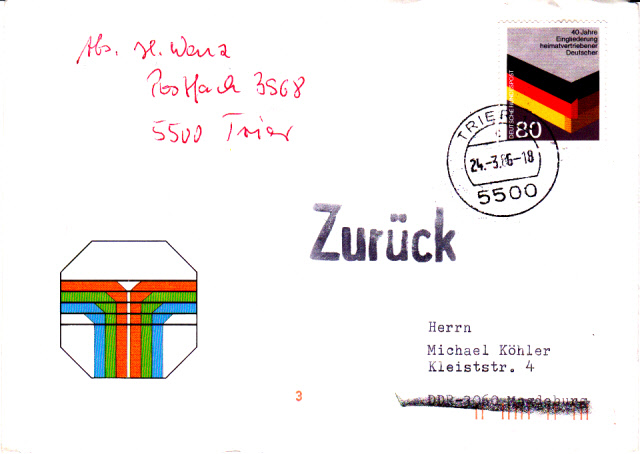 Abs. H. Wenz
Postfach 3568
5500 Trier
40 Jahre
Eingliederung
heimatvertriebener
Deutscher
DEUTSCHE BUNDESPOST
80
TRIER
24.-3.86-18
5500
Zurück
Herrn
Michael Köhler
Kleiststr. 4
DDR-3060 Magdeburg
3